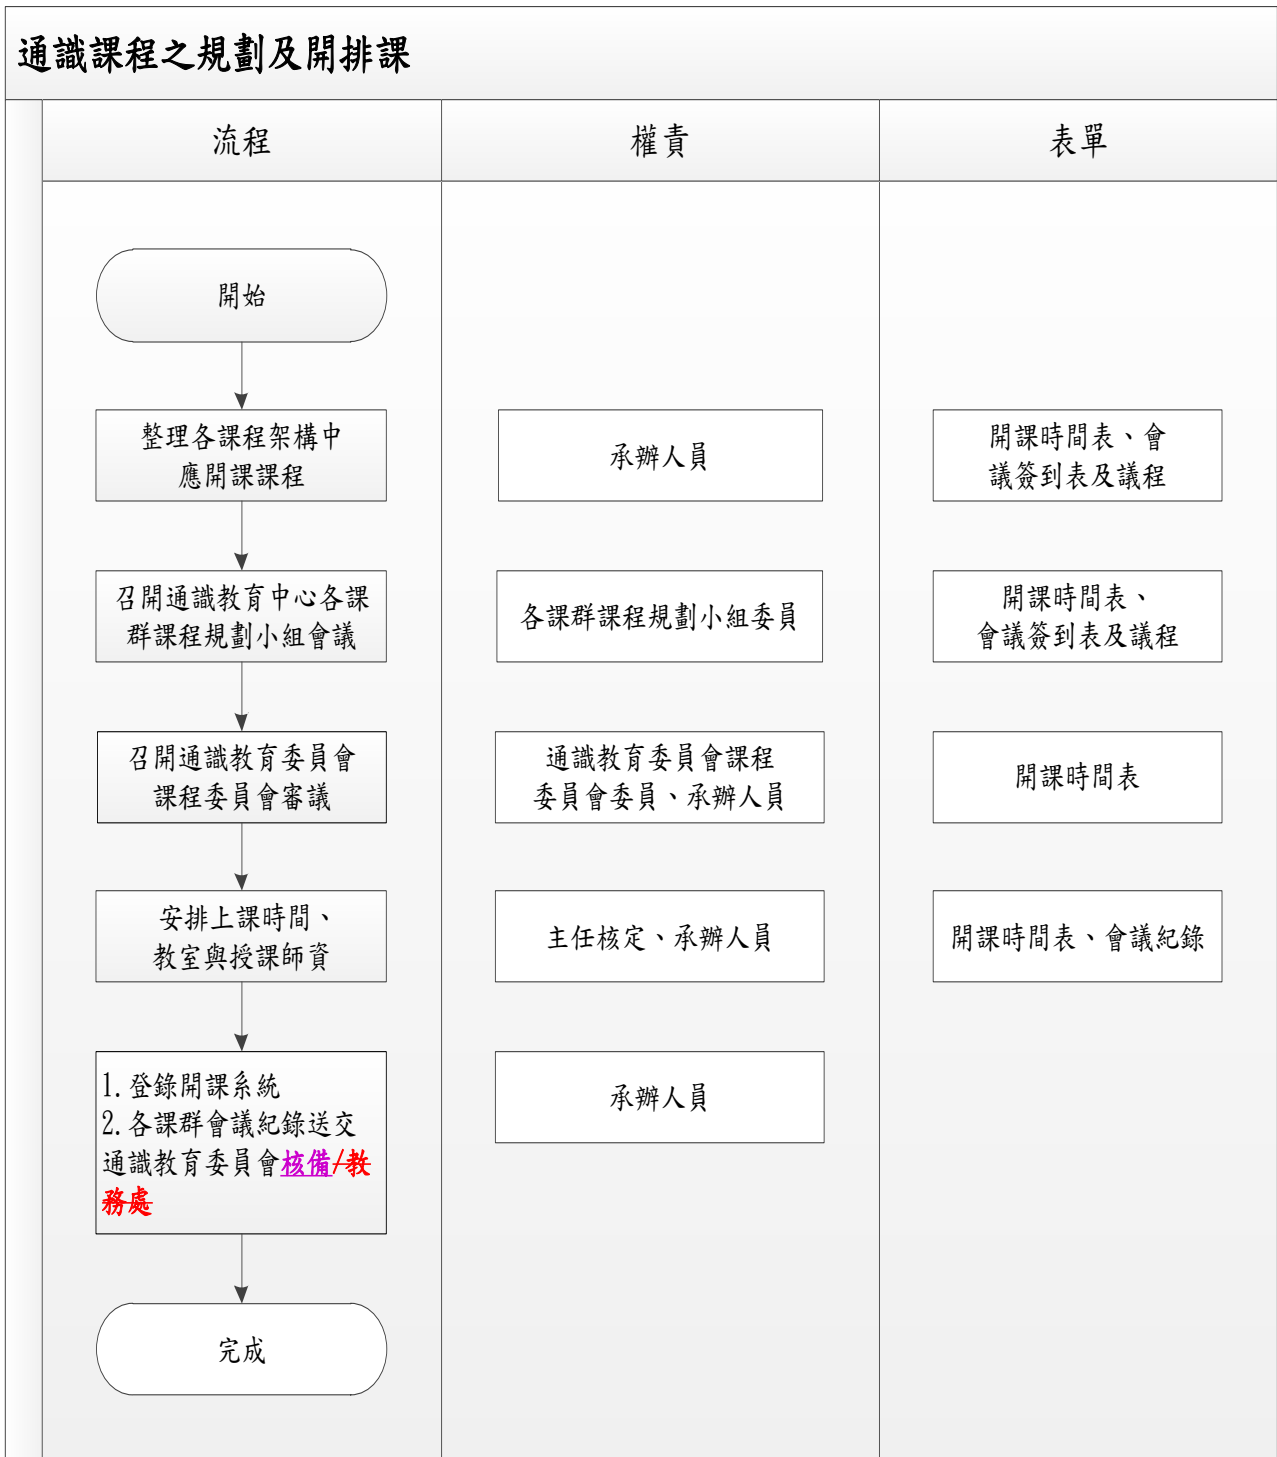 通識課程之規劃及開排課
流程
權責
表單
開始
整理各課程架構中
應開課課程
承辦人員
開課時間表、會
議簽到表及議程
召開通識教育中心各課
群課程規劃小組會議
各課群課程規劃小組委員
開課時間表、
會議簽到表及議程
召開通識教育委員會
課程委員會審議
通識教育委員會課程
委員會委員、承辦人員
開課時間表
安排上課時間、
教室與授課師資
主任核定、承辦人員
開課時間表、會議紀錄
1.登錄開課系統
2.各課群會議紀錄送交
通識教育委員會核備/教
務處
承辦人員
完成